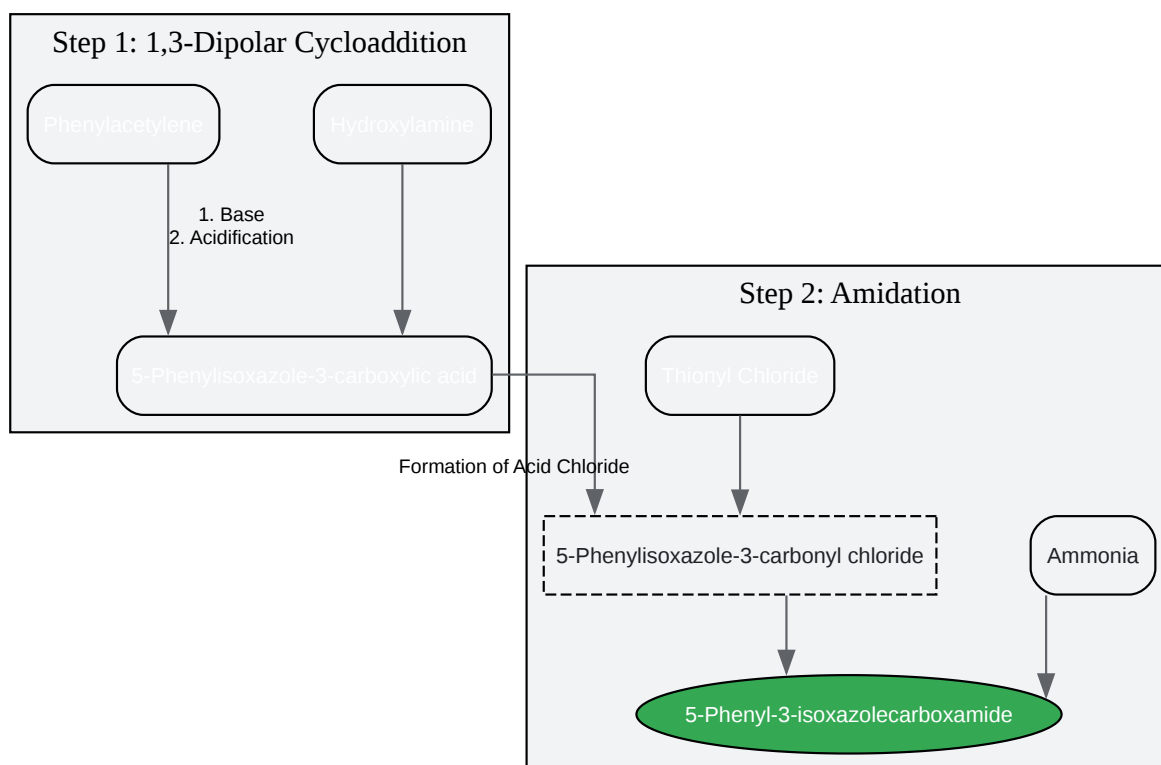 Step 1: 1,3-Dipolar Cycloaddition
Phenylacetylene
Hydroxylamine
1. Base
2. Acidification
5-Phenylisoxazole-3-carboxylic acid
Step 2: Amidation
Thionyl Chloride
Formation of Acid Chloride
5-Phenylisoxazole-3-carbonyl chloride
Ammonia
5-Phenyl-3-isoxazolecarboxamide